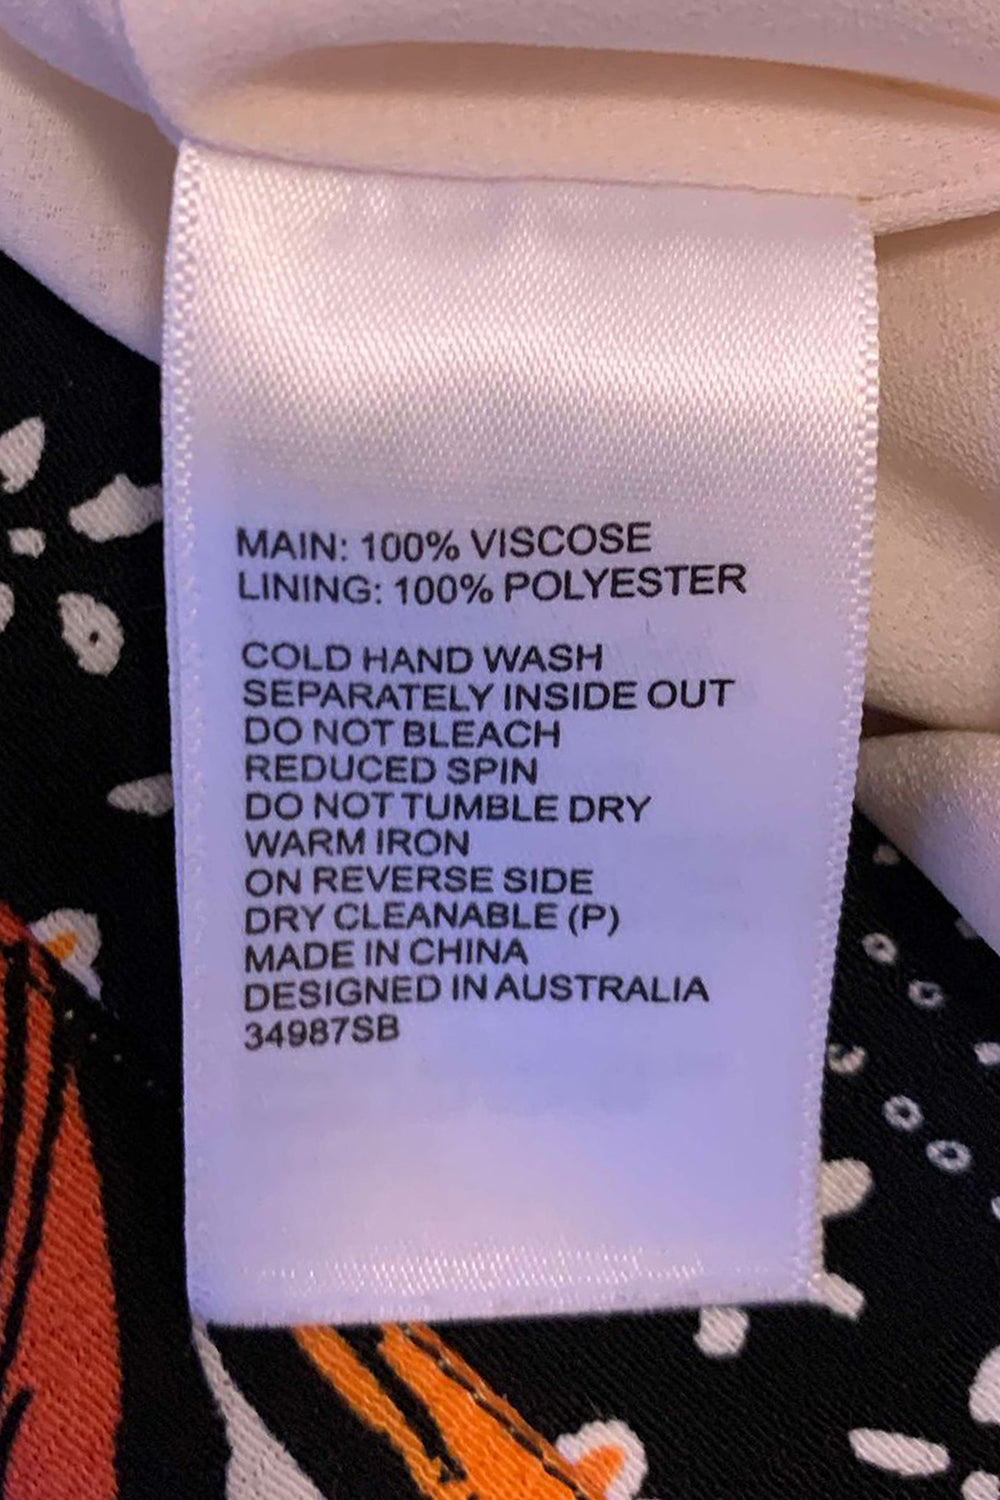 MAIN: 100% VISCOSE
LINING: 100% POLYESTER
COLD HAND WASH
SEPARATELY INSIDE OUT
DO NOT BLEACH
REDUCED SPIN
DO NOT TUMBLE DRY
WARM IRON
ON REVERSE SIDE
DRY CLEANABLE (P)
MADE IN CHINA
DESIGNED IN AUSTRALIA
34987SB